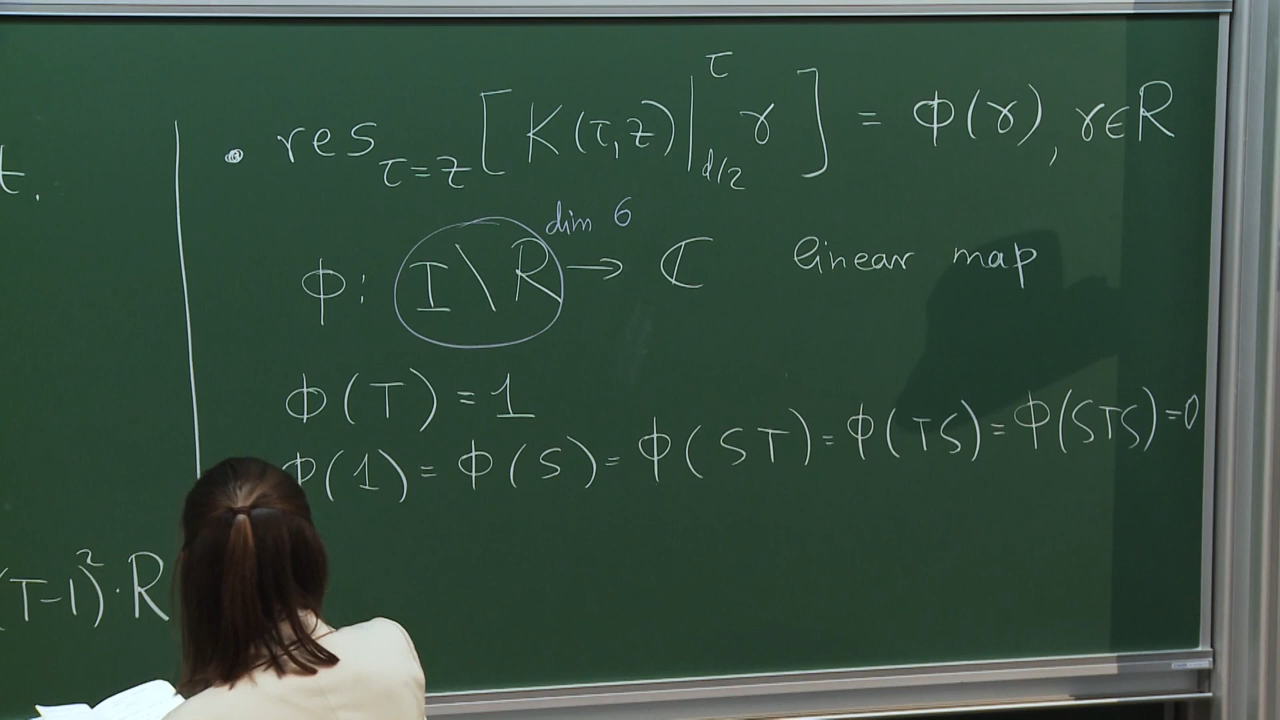 t.
• res_{τ=z} [ K(τ,z) |^τ_{d/2} γ ] = Φ(γ), γ∈R
dim 6
Φ: I\R → ℂ linear map
Φ(T) = 1
Φ(1) = Φ(S) = Φ(ST) = Φ(TS) = Φ(STS) = 0
(T-1)²·R